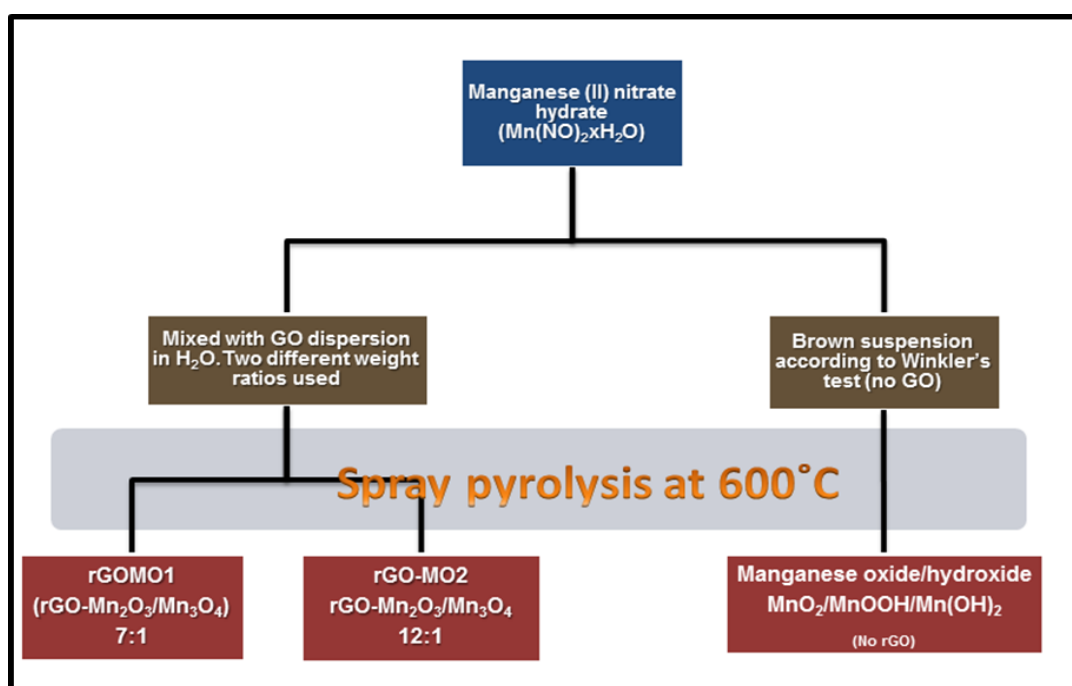 Manganese (II) nitrate
hydrate
(Mn(NO)₂xH₂O)
Mixed with GO dispersion
in H₂O. Two different weight
ratios used
Brown suspension
according to Winkler's
test (no GO)
Spray pyrolysis at 600°C
rGOMO1
(rGO-Mn₂O₃/Mn₃O₄)
7:1
rGO-MO2
rGO-Mn₂O₃/Mn₃O₄
12:1
Manganese oxide/hydroxide
MnO₂/MnOOH/Mn(OH)₂
(No rGO)